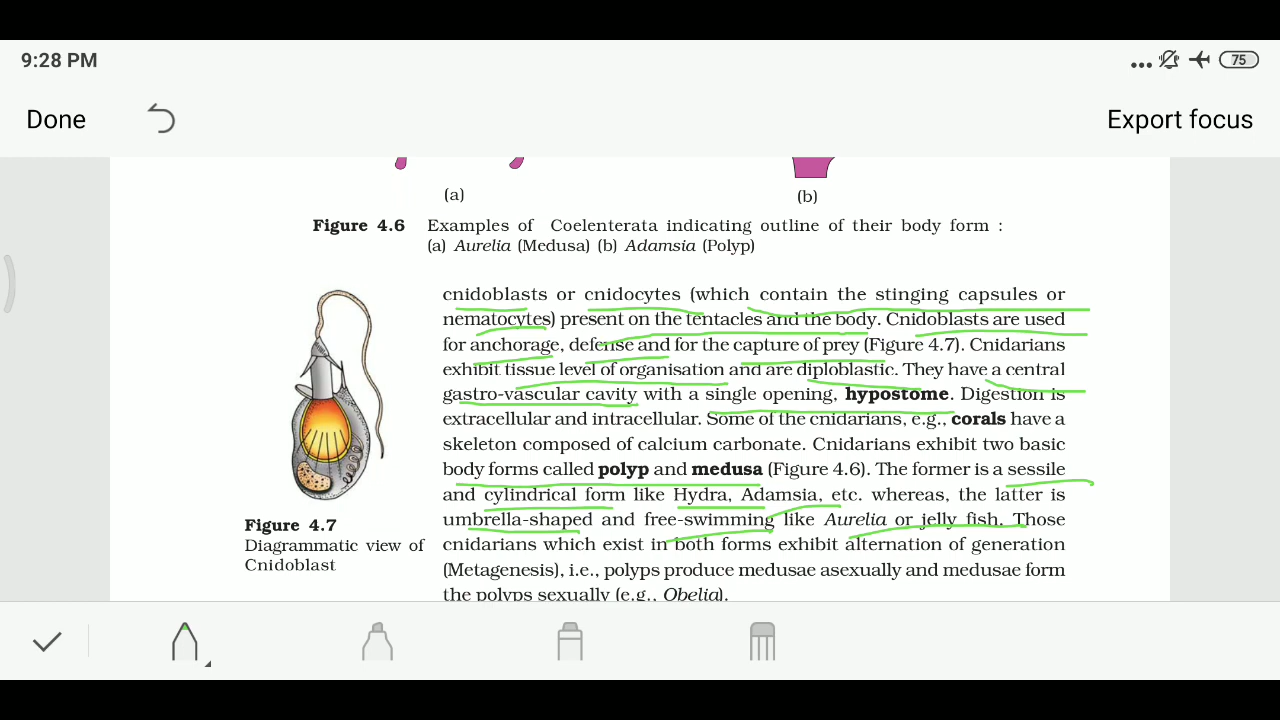 9:28 PM
75
Done
Export focus
(a)
(b)
Figure 4.6 Examples of Coelenterata indicating outline of their body form :
(a) Aurelia (Medusa) (b) Adamsia (Polyp)
cnidoblasts or cnidocytes (which contain the stinging capsules or
nematocytes) present on the tentacles and the body. Cnidoblasts are used
for anchorage, defense and for the capture of prey (Figure 4.7). Cnidarians
exhibit tissue level of organisation and are diploblastic. They have a central
gastro-vascular cavity with a single opening, hypostome. Digestion is
extracellular and intracellular. Some of the cnidarians, e.g., corals have a
skeleton composed of calcium carbonate. Cnidarians exhibit two basic
body forms called polyp and medusa (Figure 4.6). The former is a sessile
and cylindrical form like Hydra, Adamsia, etc. whereas, the latter is
umbrella-shaped and free-swimming like Aurelia or jelly fish. Those
cnidarians which exist in both forms exhibit alternation of generation
(Metagenesis), i.e., polyps produce medusae asexually and medusae form
the polyps sexually (e.g., Obelia).
Figure 4.7
Diagrammatic view of
Cnidoblast